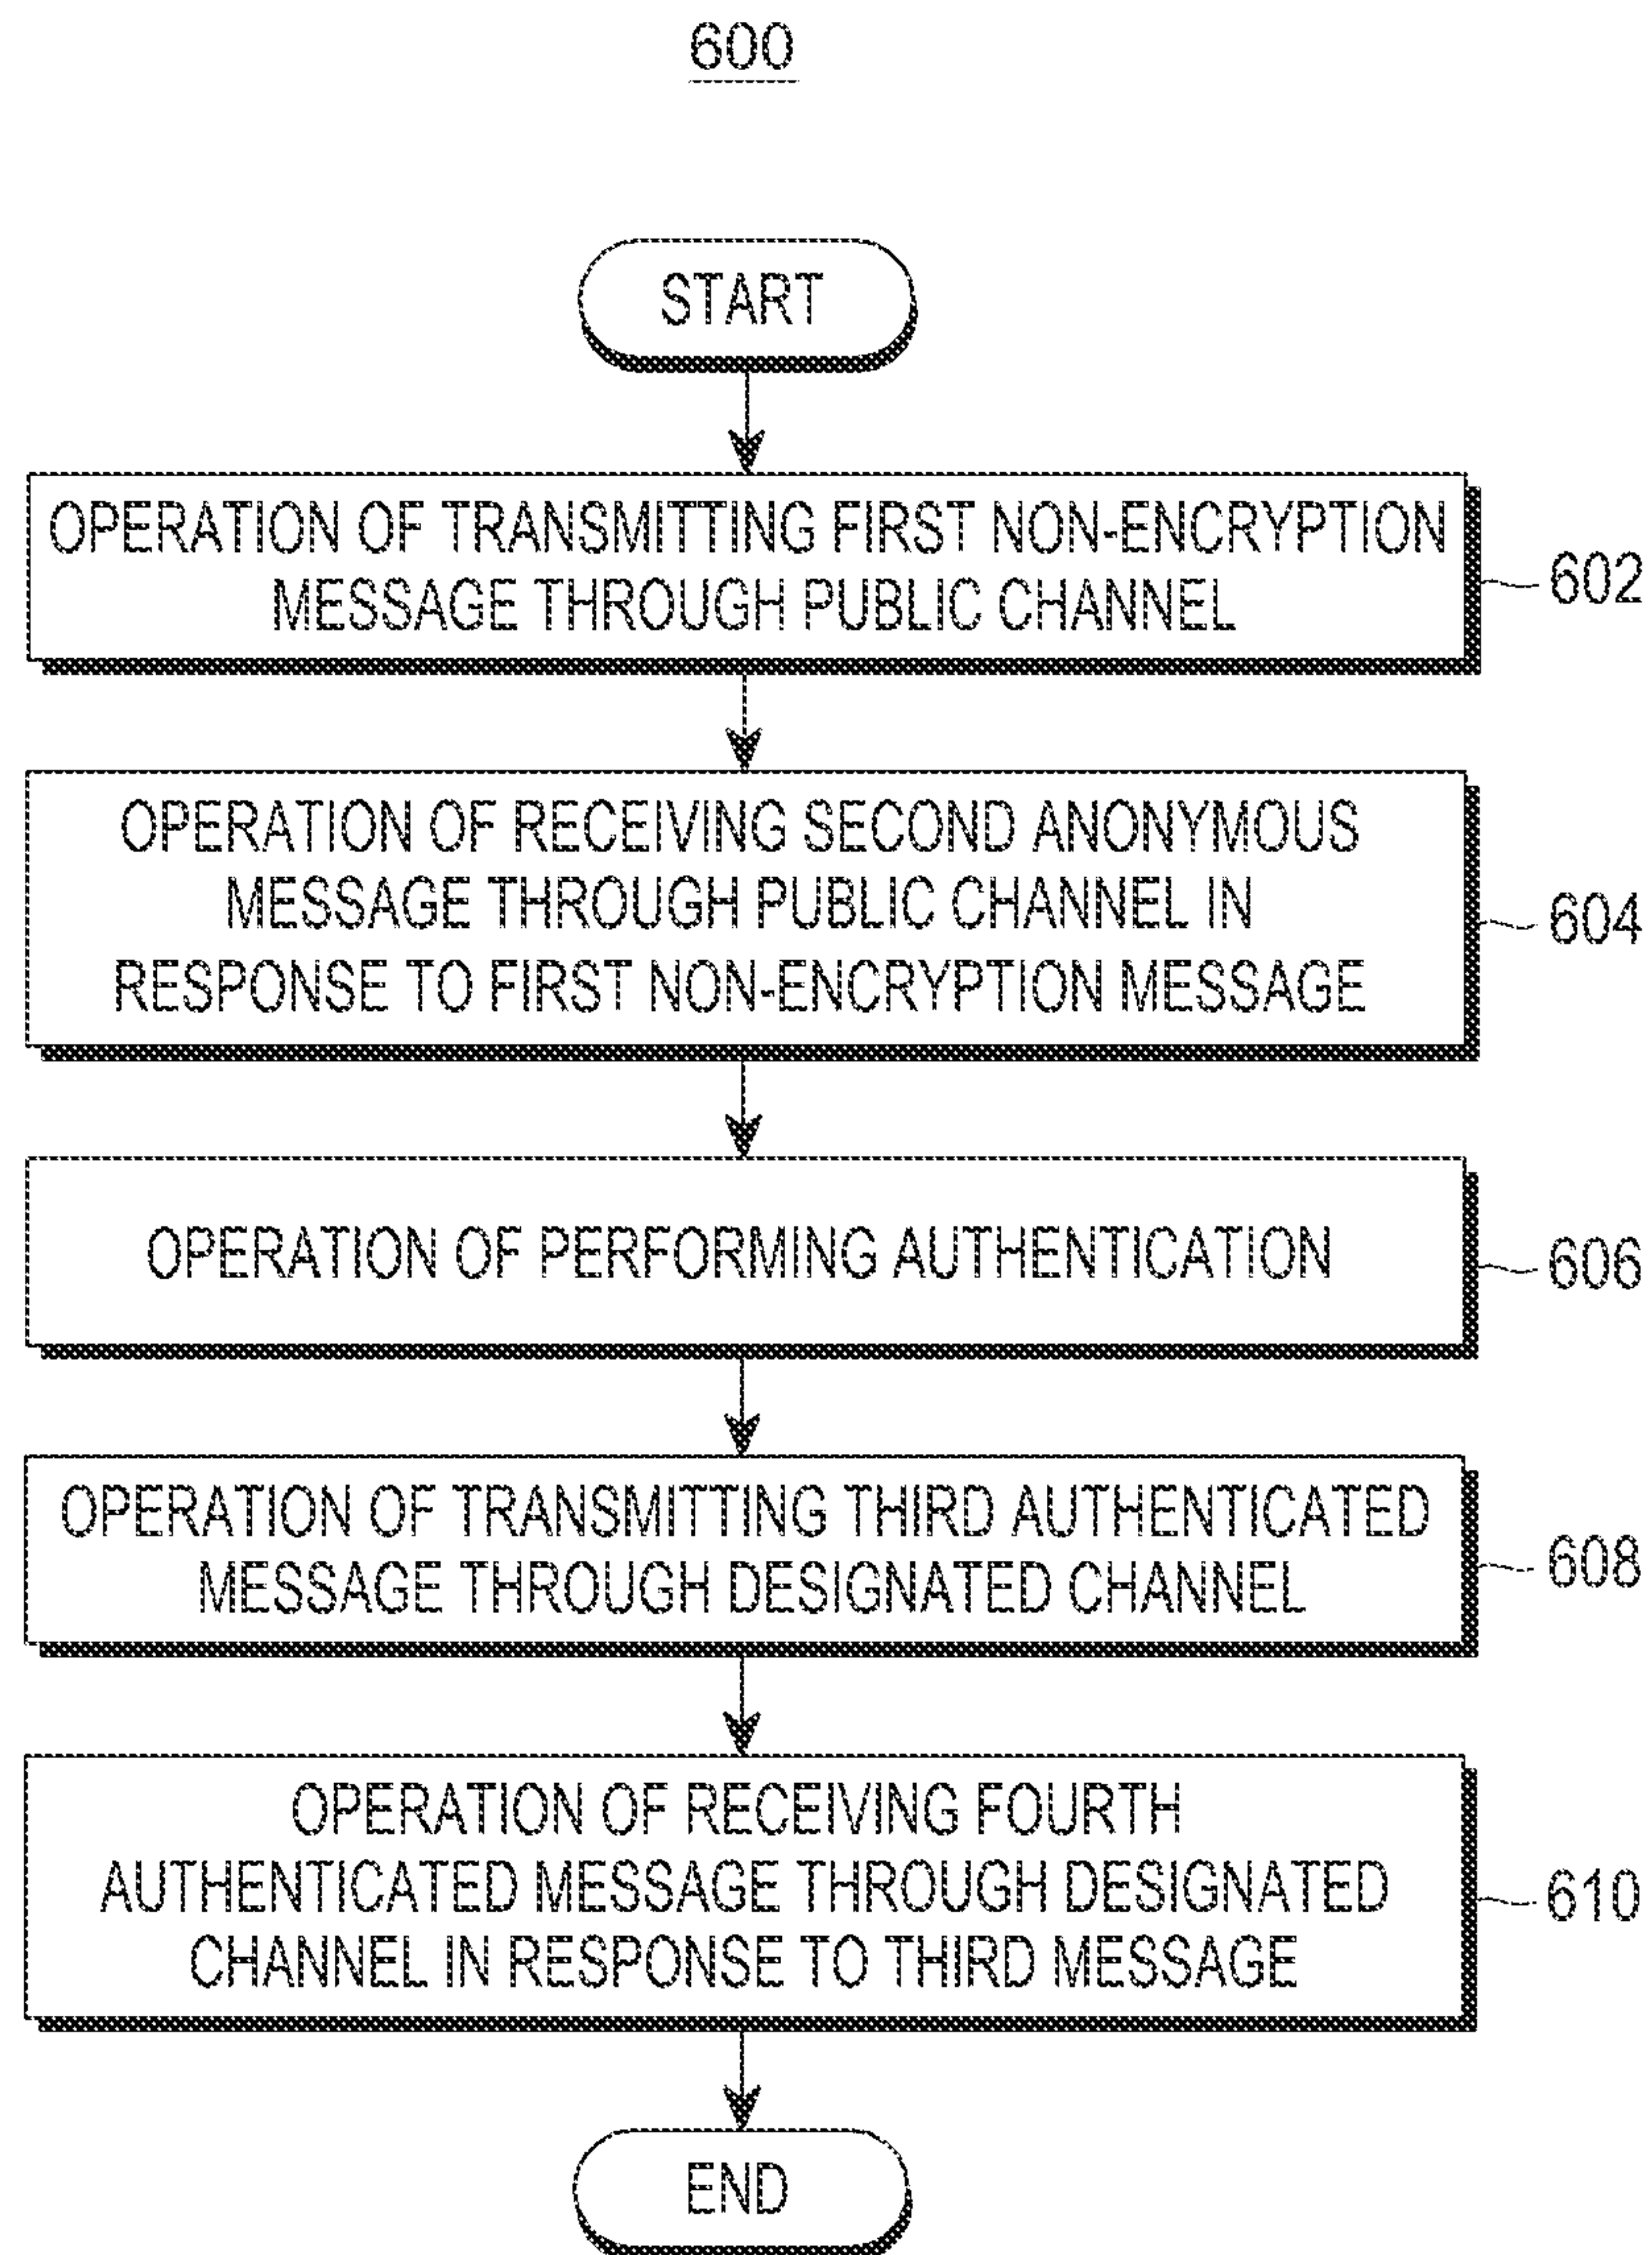 600
START
OPERATION OF TRANSMITTING FIRST NON-ENCRYPTION
MESSAGE THROUGH PUBLIC CHANNEL
602
OPERATION OF RECEIVING SECOND ANONYMOUS
MESSAGE THROUGH PUBLIC CHANNEL IN
RESPONSE TO FIRST NON-ENCRYPTION MESSAGE
604
OPERATION OF PERFORMING AUTHENTICATION
606
OPERATION OF TRANSMITTING THIRD AUTHENTICATED
MESSAGE THROUGH DESIGNATED CHANNEL
608
OPERATION OF RECEIVING FOURTH
AUTHENTICATED MESSAGE THROUGH DESIGNATED
CHANNEL IN RESPONSE TO THIRD MESSAGE
610
END